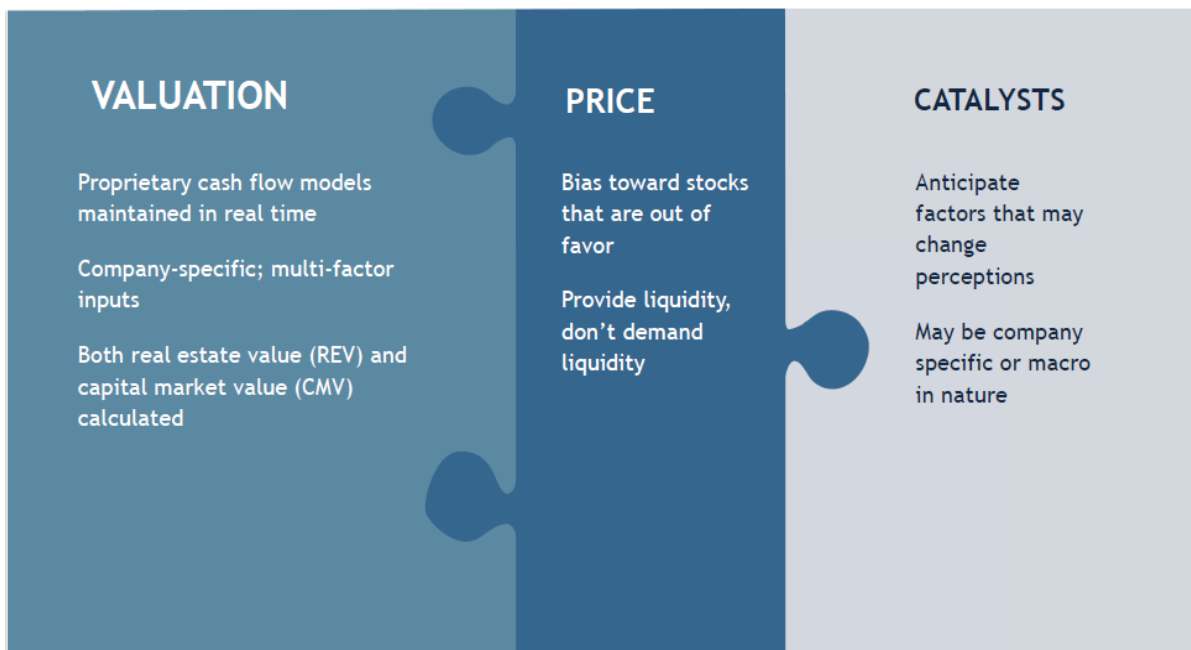 VALUATION
Proprietary cash flow models
maintained in real time
Company-specific; multi-factor
inputs
Both real estate value (REV) and
capital market value (CMV)
calculated
PRICE
Bias toward stocks
that are out of
favor
Provide liquidity,
don’t demand
liquidity
CATALYSTS
Anticipate
factors that may
change
perceptions
May be company
specific or macro
in nature